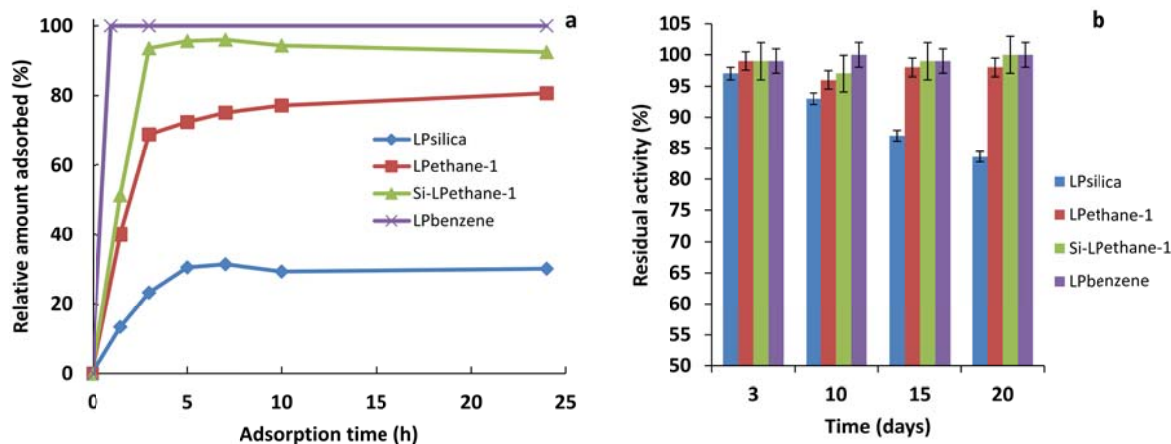 a
Relative amount adsorbed (%)
100
80
60
40
20
0
LPsilica
LPethane-1
Si-LPethane-1
LPbenzene
0 5 10 15 20 25
Adsorption time (h)
b
Residual activity (%)
105
100
95
90
85
80
75
70
65
60
55
50
LPsilica
LPethane-1
Si-LPethane-1
LPbenzene
3 10 15 20
Time (days)